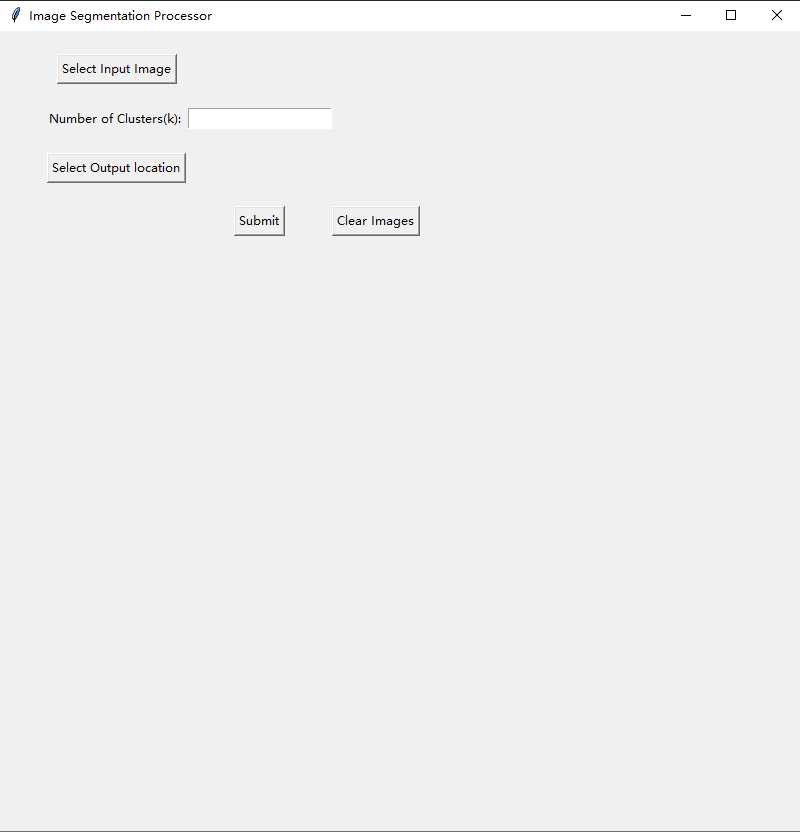 Image Segmentation Processor
Select Input Image
Number of Clusters(k):
Select Output location
Submit Clear Images